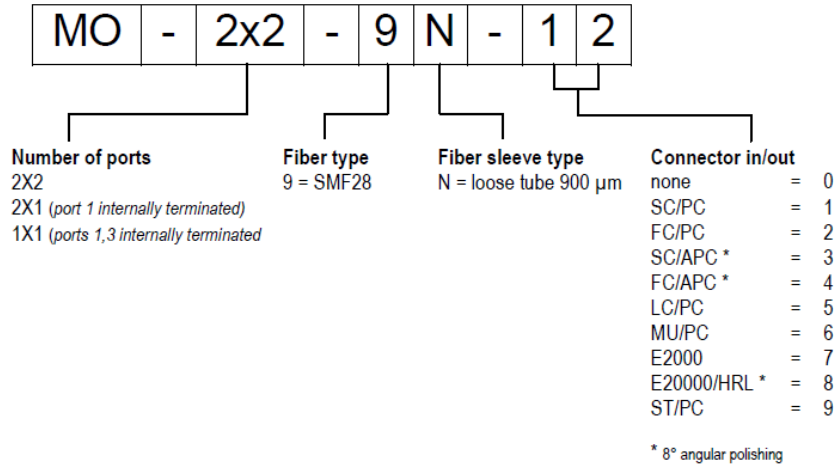 MO - 2x2 - 9 N - 1 2
Number of ports
2X2
2X1 (port 1 internally terminated)
1X1 (ports 1,3 internally terminated
Fiber type
9 = SMF28
Fiber sleeve type
N = loose tube 900 µm
Connector in/out
none = 0
SC/PC = 1
FC/PC = 2
SC/APC * = 3
FC/APC * = 4
LC/PC = 5
MU/PC = 6
E2000 = 7
E20000/HRL * = 8
ST/PC = 9
* 8° angular polishing